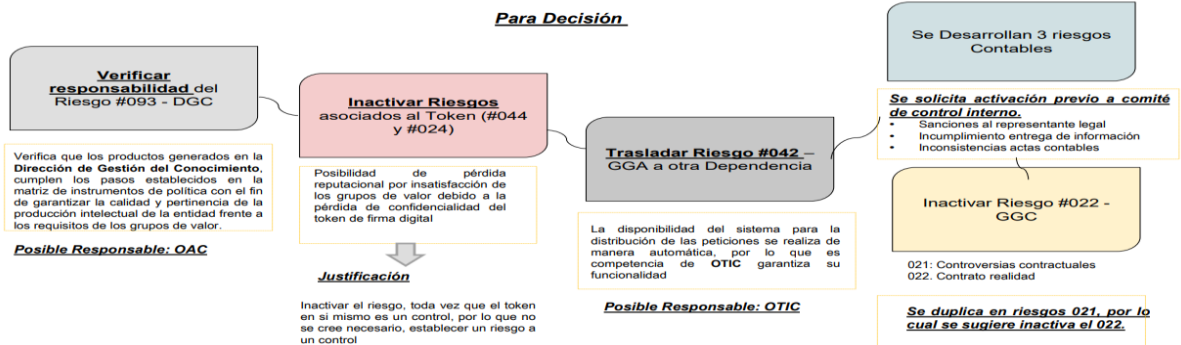 Para Decisión
Verificar
responsabilidad del
Riesgo #093 - DGC
Verifica que los productos generados en la
Dirección de Gestión del Conocimiento,
cumplen los pasos establecidos en la
matriz de instrumentos de política con el fin
de garantizar la calidad y pertinencia de la
producción intelectual de la entidad frente a
los requisitos de los grupos de valor.
Posible Responsable: OAC
Inactivar Riesgos
asociados al Token (#044
y #024)
Posibilidad de pérdida
reputacional por insatisfacción de
los grupos de valor debido a la
pérdida de confidencialidad del
token de firma digital
Justificación
Inactivar el riesgo, toda vez que el token
en si mismo es un control, por lo que no
se cree necesario, establecer un riesgo a
un control
Trasladar Riesgo #042 –
GGA a otra Dependencia
La disponibilidad del sistema para la
distribución de las peticiones se realiza de
manera automática, por lo que es
competencia de OTIC garantiza su
funcionalidad
Posible Responsable: OTIC
Se Desarrollan 3 riesgos
Contables
Se solicita activación previo a comité
de control interno.
• Sanciones al representante legal
• Incumplimiento entrega de información
• Inconsistencias actas contables
Inactivar Riesgo #022 -
GGC
021: Controversias contractuales
022. Contrato realidad
Se duplica en riesgos 021, por lo
cual se sugiere inactiva el 022.